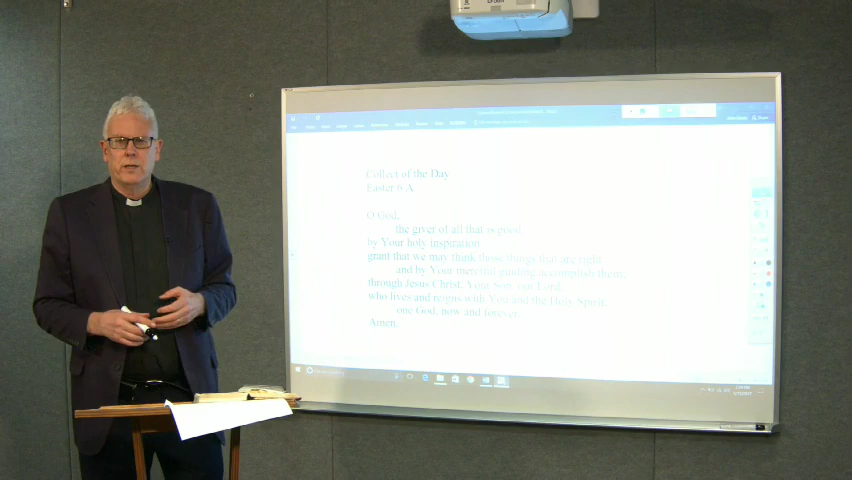 Collect of the Day
Easter 6 A
O God,
the giver of all that is good,
by Your holy inspiration
grant that we may think those things that are right
and by Your merciful guiding accomplish them;
through Jesus Christ, Your Son, our Lord,
who lives and reigns with You and the Holy Spirit,
one God, now and forever.
Amen.